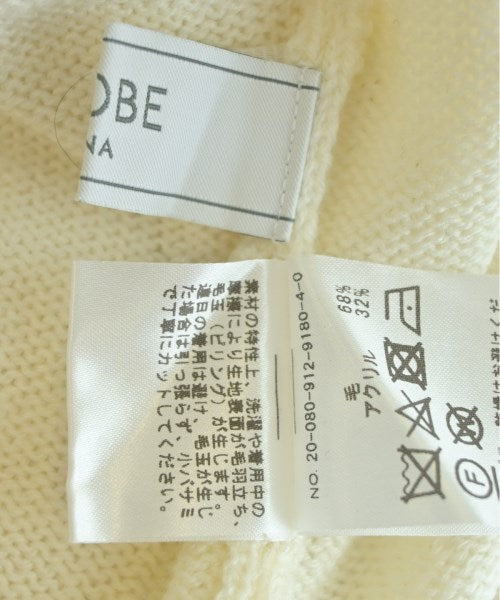 OBE
NA
素材の特性上、洗濯や着用中の
摩擦により生地表面が毛羽立ち、
毛玉（ピリング）が生じます。
連日の着用は避け、毛玉が生じ
た場合は引っ張らず、小バサミ
で丁寧にカットしてください。
NO. 20-080-912-9180-4-0
毛 68%
アクリル 32%
F